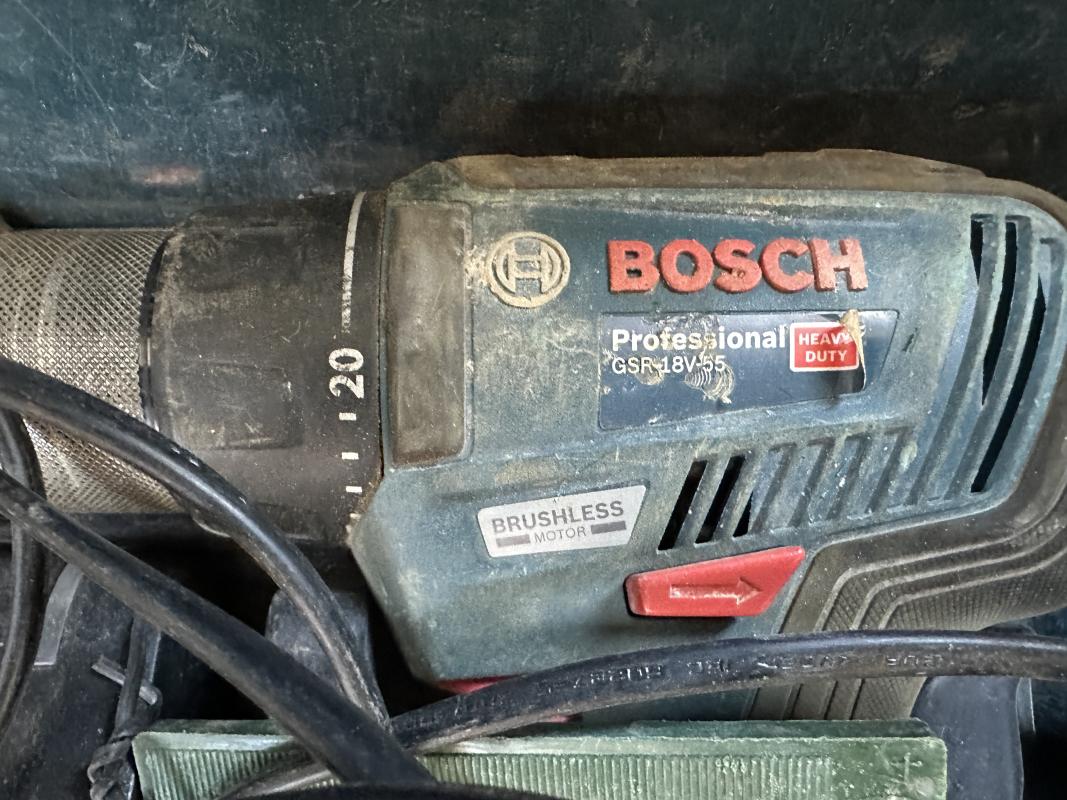 BOSCH
Professional
HEAVY
DUTY
GSR 18V-55
20
BRUSHLESS
MOTOR